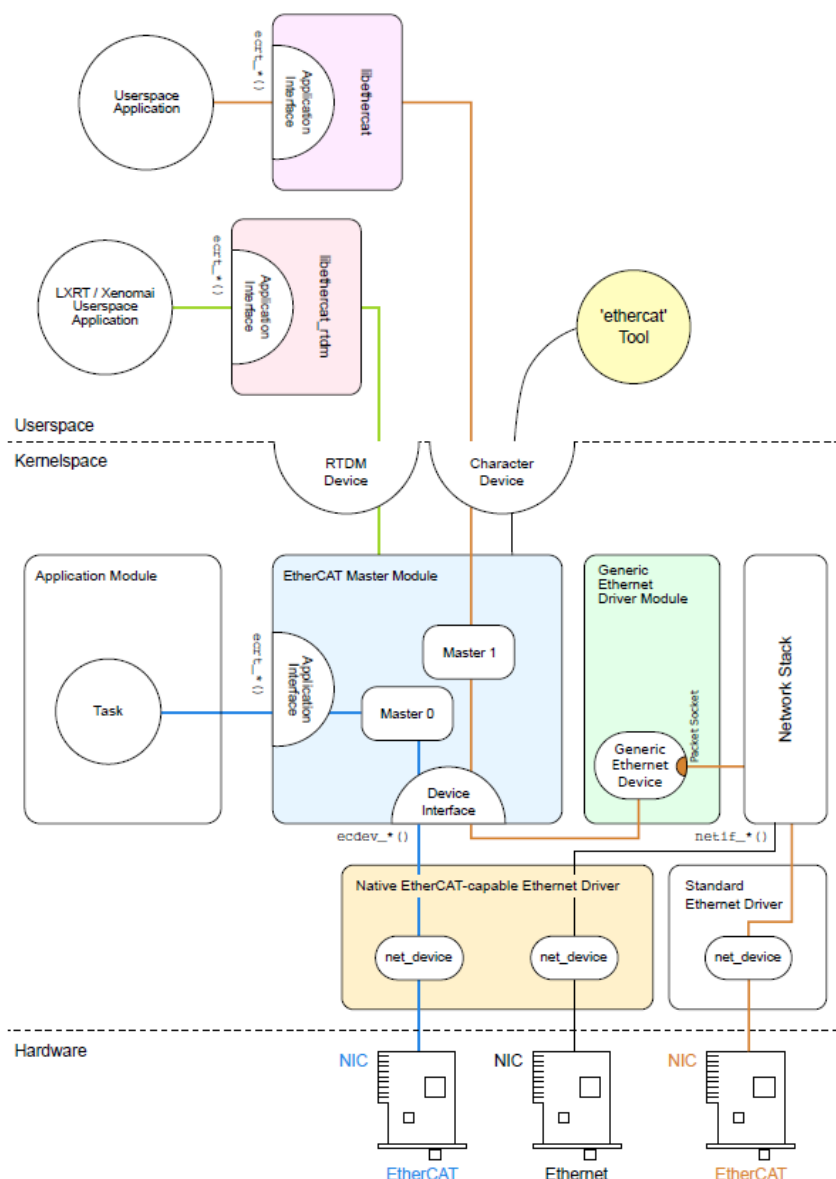 Userspace
Application
ecrt_*()
Application
Interface
libethercat
LXRT / Xenomai
Userspace
Application
ecrt_*()
Application
Interface
libethercat_rtdm
'ethercat'
Tool
Userspace
Kernelspace
RTDM
Device
Character
Device
Application Module
Task
EtherCAT Master Module
ecrt_*()
Application
Interface
Master 1
Master 0
Device
Interface
Generic
Ethernet
Driver Module
Generic
Ethernet
Device
Packet Socket
Network Stack
ecdev_*()
netif_*()
Native EtherCAT-capable Ethernet Driver
net_device
net_device
Standard
Ethernet Driver
net_device
Hardware
NIC
NIC
NIC
EtherCAT
Ethernet
EtherCAT